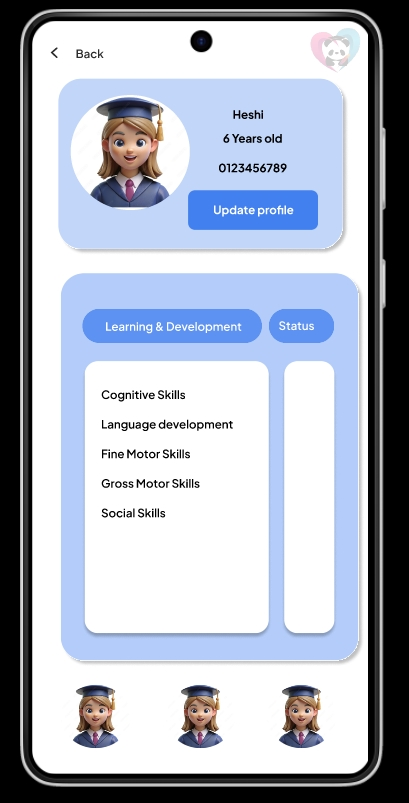 Back
Heshi
6 Years old
0123456789
Update profile
Learning & Development
Status
Cognitive Skills
Language development
Fine Motor Skills
Gross Motor Skills
Social Skills